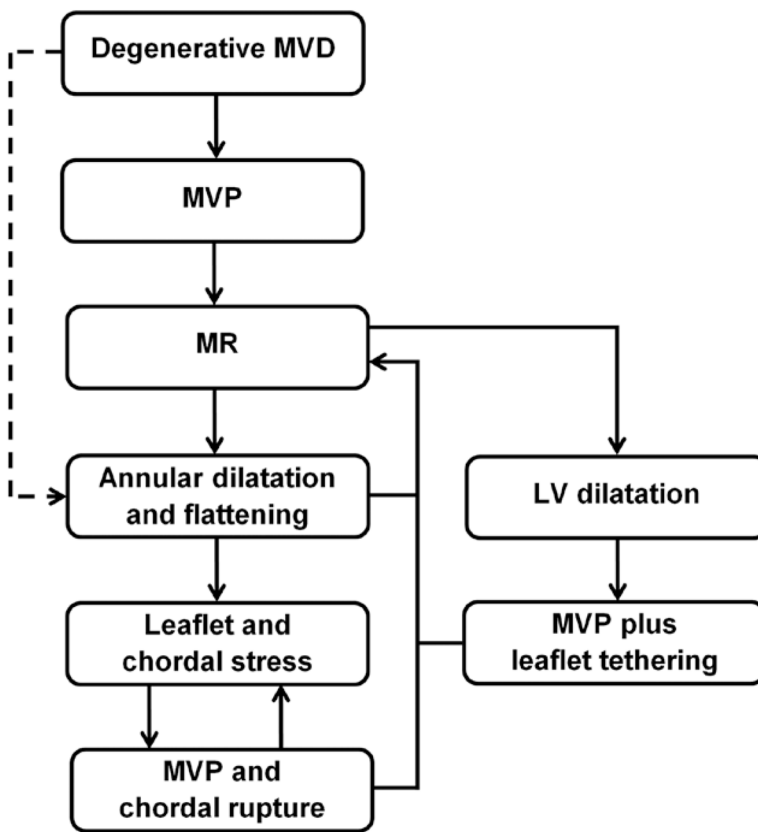 Degenerative MVD
MVP
MR
Annular dilatation
and flattening
LV dilatation
Leaflet and
chordal stress
MVP plus
leaflet tethering
MVP and
chordal rupture